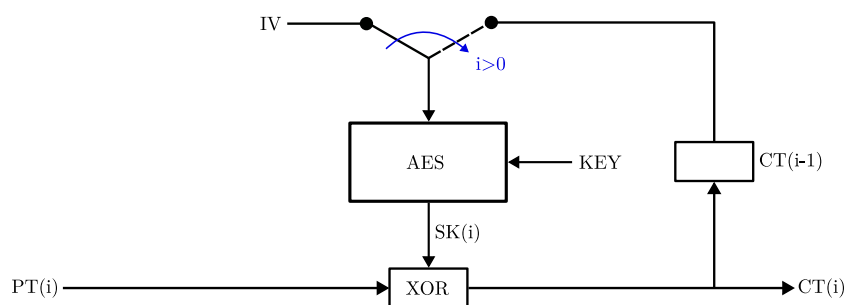 IV
i>0
AES
KEY
CT(i-1)
SK(i)
PT(i)
XOR
CT(i)